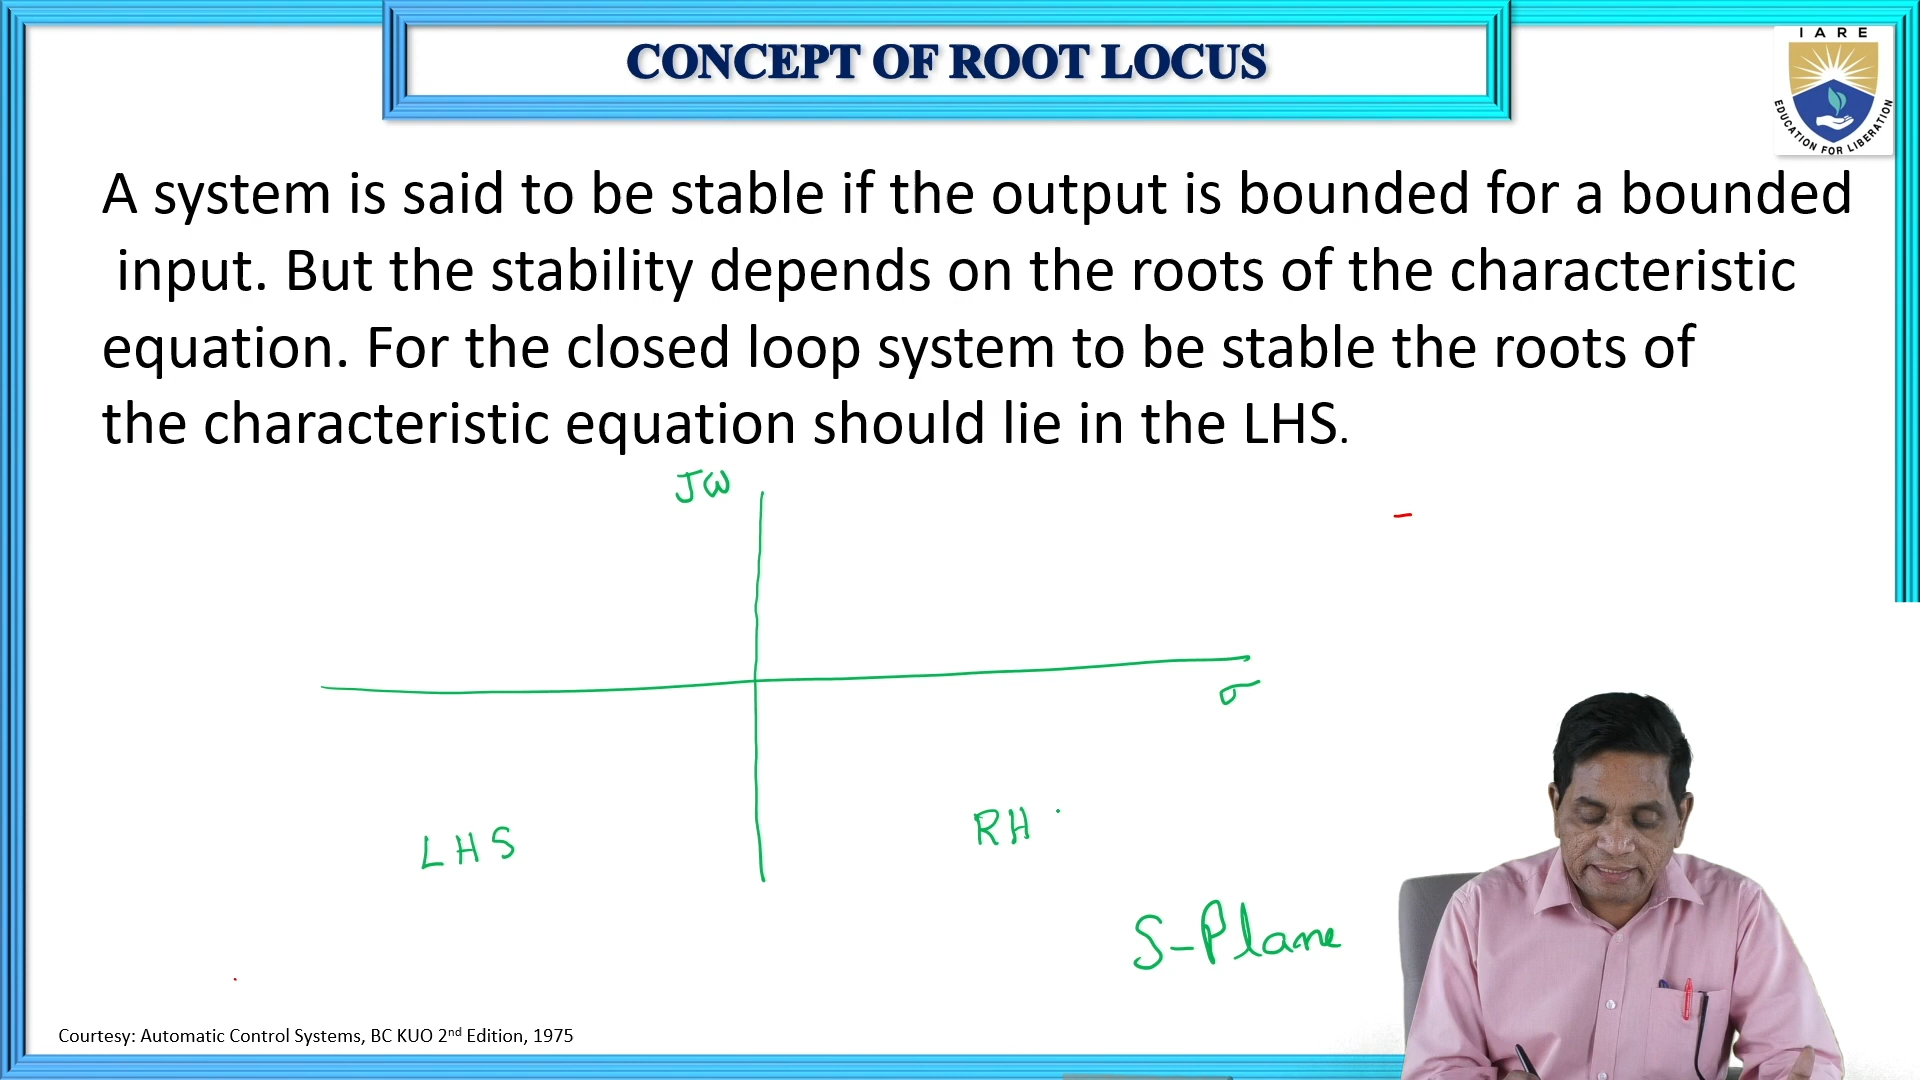 CONCEPT OF ROOT LOCUS
IARE
EDUCATION FOR LIBERATION
A system is said to be stable if the output is bounded for a bounded
input. But the stability depends on the roots of the characteristic
equation. For the closed loop system to be stable the roots of
the characteristic equation should lie in the LHS.
Jω
σ
LHS
RH
S-Plane
Courtesy: Automatic Control Systems, BC KUO 2nd Edition, 1975